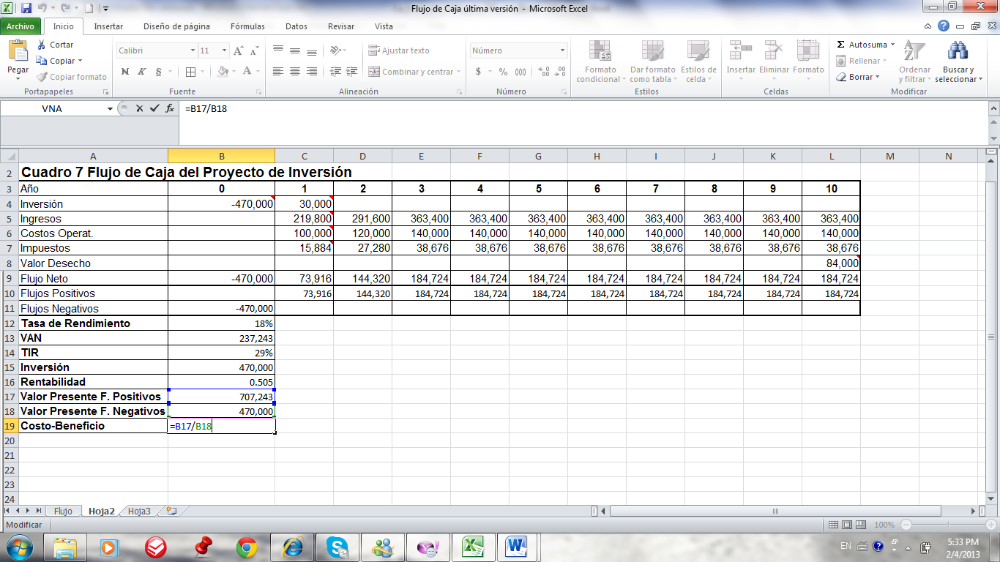 Flujo de Caja última versión - Microsoft Excel
Archivo Inicio Insertar Diseño de página Fórmulas Datos Revisar Vista
Pegar
Cortar
Copiar
Copiar formato
Portapapeles
Calibri 11
N K S
Fuente
Ajustar texto
Combinar y centrar
Alineación
Número
$ % 000
Número
Formato condicional
Dar formato como tabla
Estilos de celda
Estilos
Insertar Eliminar Formato
Celdas
Σ Autosuma
Rellenar
Borrar
Ordenar y filtrar
Buscar y seleccionar
Modificar
VNA fx =B17/B18
A B C D E F G H I J K L M N
2 Cuadro 7 Flujo de Caja del Proyecto de Inversión
3 Año 0 1 2 3 4 5 6 7 8 9 10
4 Inversión -470,000 30,000
5 Ingresos 219,800 291,600 363,400 363,400 363,400 363,400 363,400 363,400 363,400 363,400
6 Costos Operat. 100,000 120,000 140,000 140,000 140,000 140,000 140,000 140,000 140,000 140,000
7 Impuestos 15,884 27,280 38,676 38,676 38,676 38,676 38,676 38,676 38,676 38,676
8 Valor Desecho 84,000
9 Flujo Neto -470,000 73,916 144,320 184,724 184,724 184,724 184,724 184,724 184,724 184,724 184,724
10 Flujos Positivos 73,916 144,320 184,724 184,724 184,724 184,724 184,724 184,724 184,724 184,724
11 Flujos Negativos -470,000
12 Tasa de Rendimiento 18%
13 VAN 237,243
14 TIR 29%
15 Inversión 470,000
16 Rentabilidad 0.505
17 Valor Presente F. Positivos 707,243
18 Valor Presente F. Negativos 470,000
19 Costo-Beneficio =B17/B18
20
21
22
23
24
Flujo Hoja2 Hoja3
Modificar 100%
EN 5:33 PM
2/4/2013